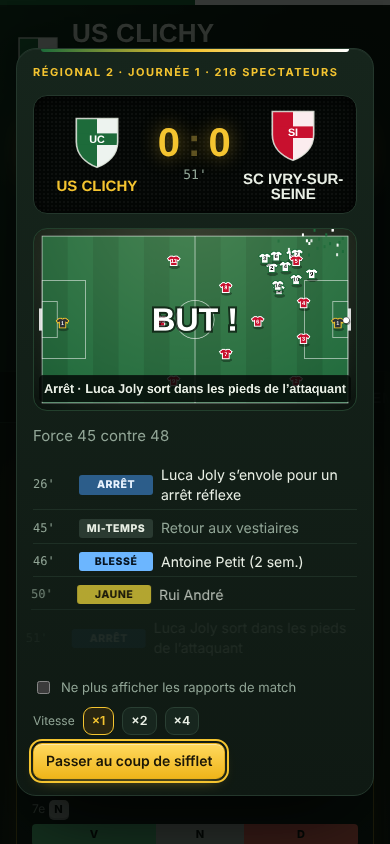 US CLICHY
RÉGIONAL 2 · JOURNÉE 1 · 216 SPECTATEURS
UC
SI
0 : 0
51'
US CLICHY
SC IVRY-SUR-
SEINE
BUT !
Arrêt · Luca Joly sort dans les pieds de l’attaquant
Force 45 contre 48
26' ARRÊT Luca Joly s’envole pour un
arrêt réflexe
45' MI-TEMPS Retour aux vestiaires
46' BLESSÉ Antoine Petit (2 sem.)
50' JAUNE Rui André
51' ARRÊT Luca Joly sort dans les pieds
de l’attaquant
Ne plus afficher les rapports de match
Vitesse ×1 ×2 ×4
Passer au coup de sifflet
7e N
V N D